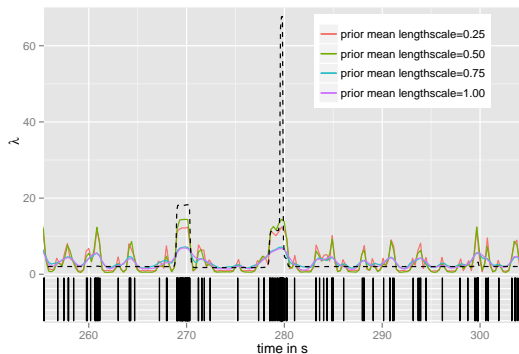 60
40
20
0
λ
prior mean lengthscale=0.25
prior mean lengthscale=0.50
prior mean lengthscale=0.75
prior mean lengthscale=1.00
260 270 280 290 300
time in s